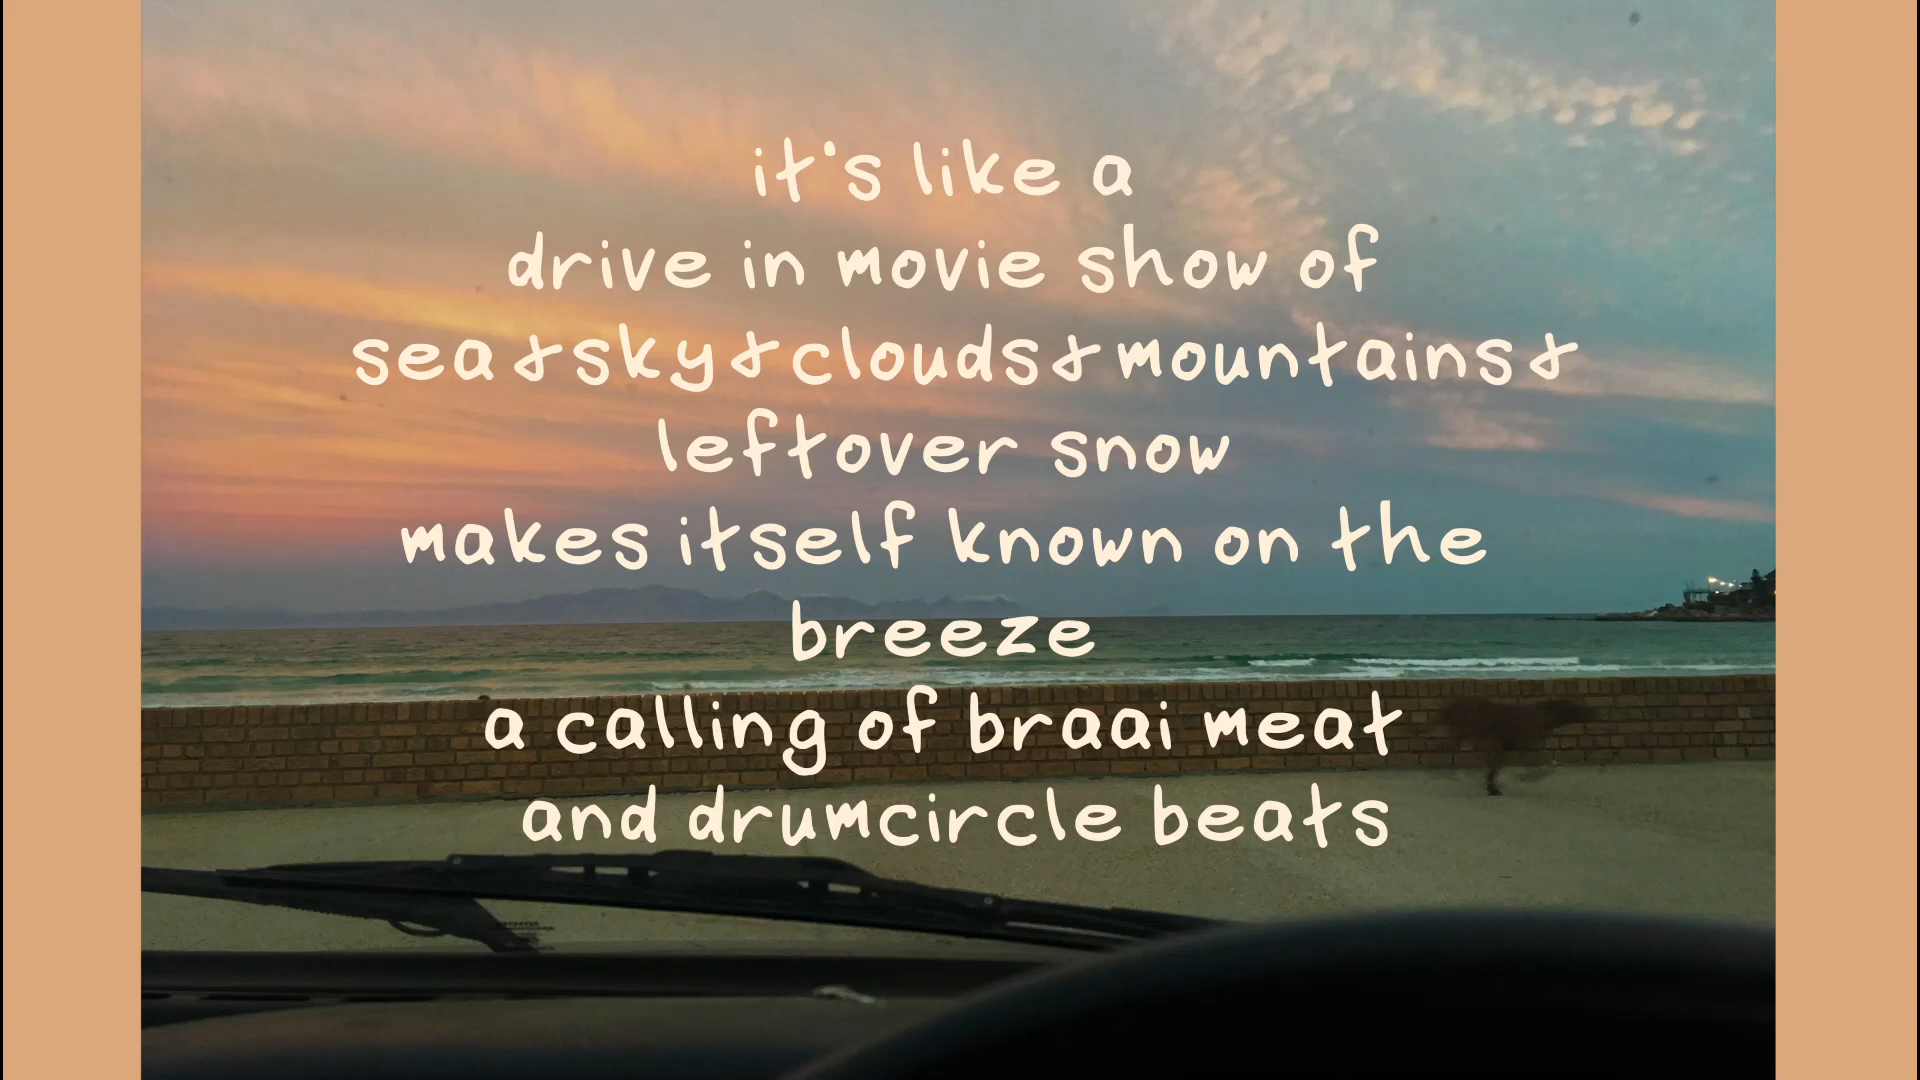 it's like a
drive in movie show of
sea&sky&clouds&mountains&
leftover snow
makes itself known on the
breeze
a calling of braai meat
and drumcircle beats